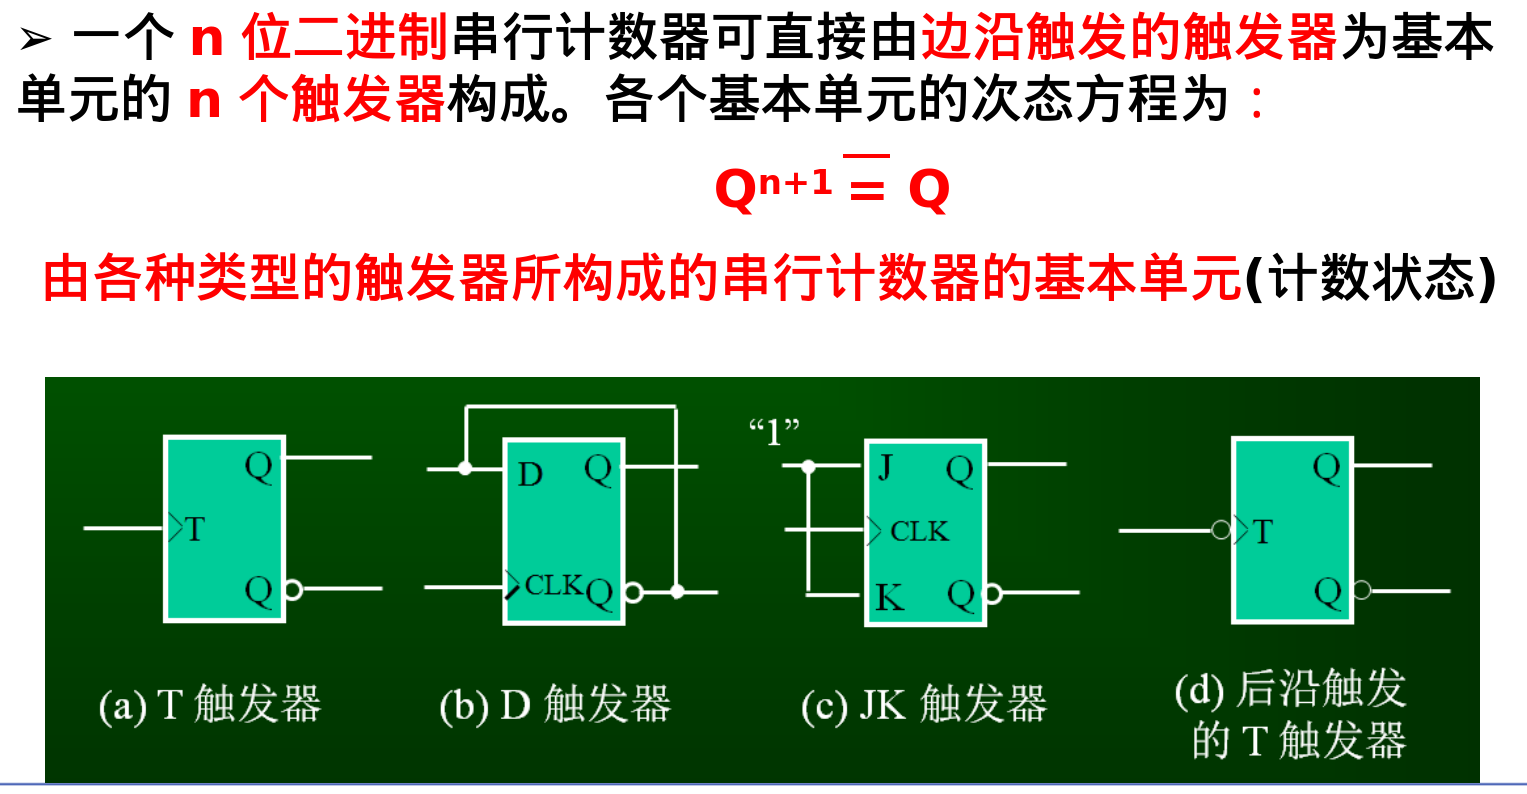 ➢ 一个 n 位二进制串行计数器可直接由边沿触发的触发器为基本
单元的 n 个触发器构成。各个基本单元的次态方程为：
Qⁿ⁺¹ = Q̅
由各种类型的触发器所构成的串行计数器的基本单元(计数状态)
Q
T
Q
(a) T 触发器
D Q
CLK Q
(b) D 触发器
“1”
J Q
CLK
K Q
(c) JK 触发器
Q
T
Q
(d) 后沿触发
的 T 触发器